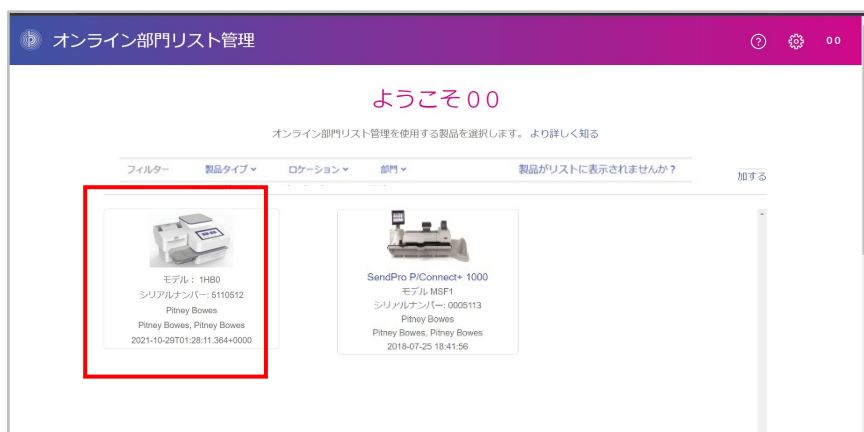 オンライン部門リスト管理
? 00
ようこそ00
オンライン部門リスト管理を使用する製品を選択します。 より詳しく知る
フィルター 製品タイプ ロケーション 部門 製品がリストに表示されませんか？ 加する
モデル： 1HB0
シリアルナンバー: 5110512
Pitney Bowes
Pitney Bowes, Pitney Bowes
2021-10-29T01:28:11.364+0000
SendPro P/Connect+ 1000
モデル MSF1
シリアルナンバー: 0005113
Pitney Bowes
Pitney Bowes, Pitney Bowes
2018-07-25 18:41:56